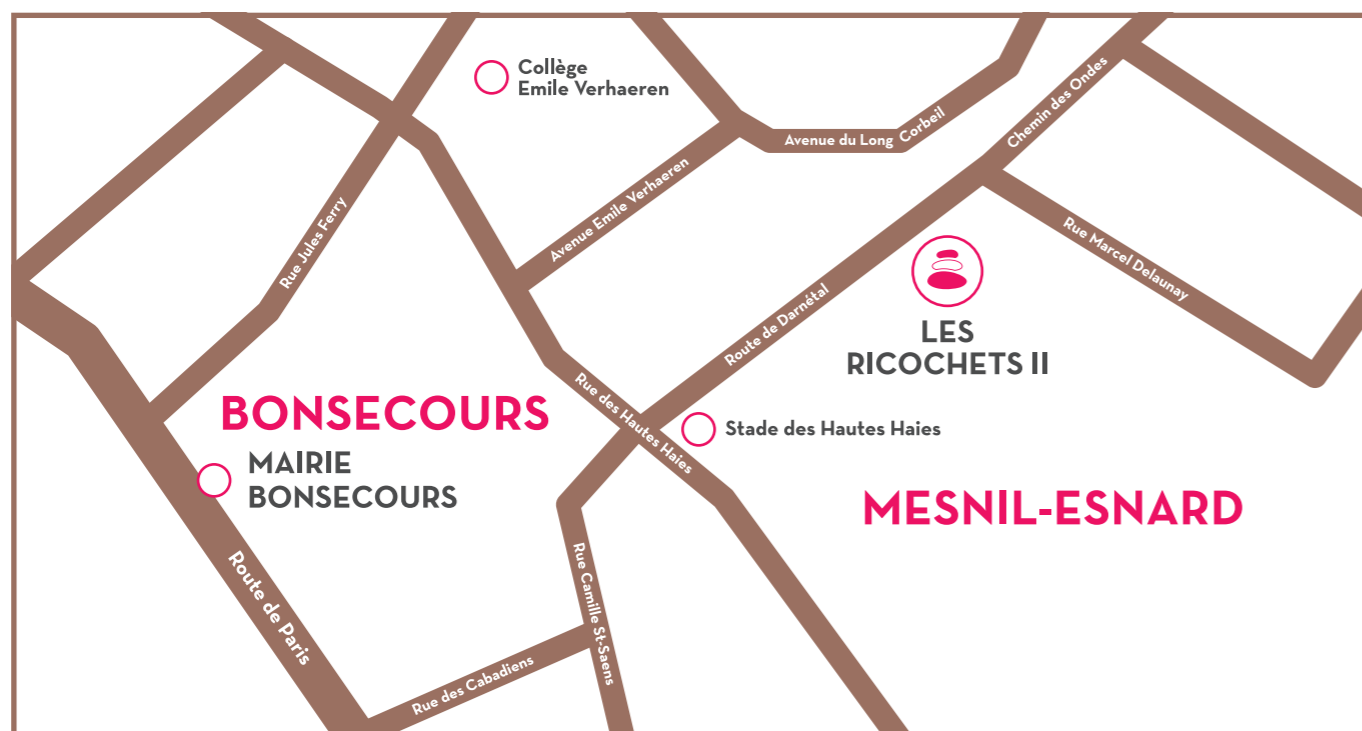 Collège
Emile Verhaeren
Chemin des Ondes
Avenue du Long Corbeil
Avenue Emile Verhaeren
Rue Jules Ferry
Rue Marcel Delaunay
Route de Darnétal
LES
RICOCHETS II
Rue des Hautes Haies
BONSECOURS
Stade des Hautes Haies
MAIRIE
BONSECOURS
MESNIL-ESNARD
Route de Paris
Rue Camille St-Saens
Rue des Cabadiens